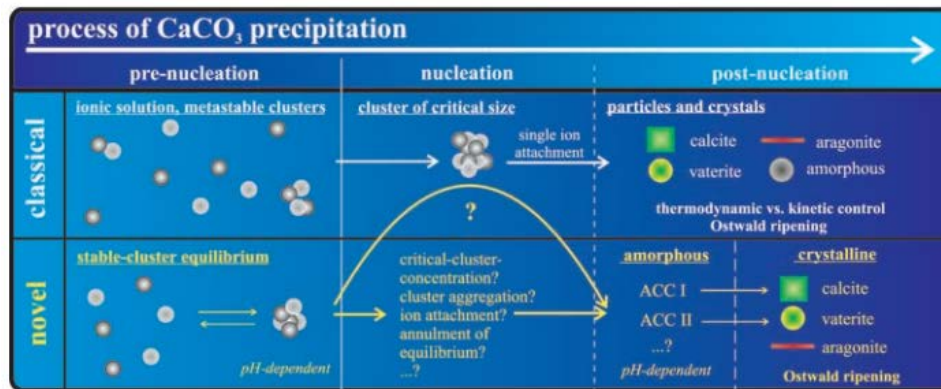 process of CaCO3 precipitation
pre-nucleation
nucleation
post-nucleation
classical
ionic solution, metastable clusters
cluster of critical size
single ion
attachment
particles and crystals
calcite
aragonite
vaterite
amorphous
thermodynamic vs. kinetic control
Ostwald ripening
?
novel
stable-cluster equilibrium
pH-dependent
critical-cluster-
concentration?
cluster aggregation?
ion attachment?
annulment of
equilibrium?
...?
amorphous
ACC I
ACC II
...?
pH-dependent
crystalline
calcite
vaterite
aragonite
Ostwald ripening